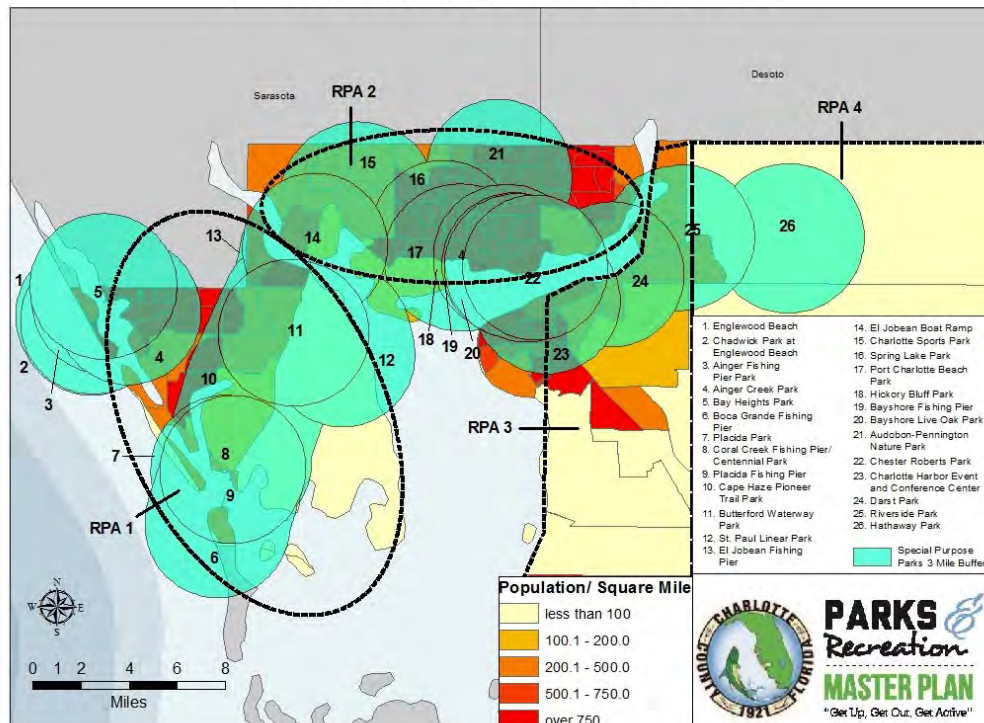 Desoto
RPA 2
Sarasota
RPA 4
15
21
16
13
14
17
4
25
26
1
5
22
24
2
3
4
11
18
19
20
12
23
10
7
8
RPA 3
9
RPA 1
6
1. Englewood Beach
2. Chadwick Park at
Englewood Beach
3. Ainger Fishing
Pier Park
4. Ainger Creek Park
5. Bay Heights Park
6. Boca Grande Fishing
Pier
7. Placida Park
8. Coral Creek Fishing Pier/
Centennial Park
9. Placida Fishing Pier
10. Cape Haze Pioneer
Trail Park
11. Butterford Waterway
Park
12. St. Paul Linear Park
13. El Jobean Fishing
Pier
14. El Jobean Boat Ramp
15. Charlotte Sports Park
16. Spring Lake Park
17. Port Charlotte Beach
Park
18. Hickory Bluff Park
19. Bayshore Fishing Pier
20. Bayshore Live Oak Park
21. Audobon-Pennington
Nature Park
22. Chester Roberts Park
23. Charlotte Harbor Event
and Conference Center
24. Darst Park
25. Riverside Park
26. Hathaway Park
Special Purpose
Parks 3 Mile Buffer
N
W E
S
0 1 2 4 6 8
Miles
Population/ Square Mile
less than 100
100.1 - 200.0
200.1 - 500.0
500.1 - 750.0
over 750
CHARLOTTE
COUNTY
FLORIDA
1921
PARKS &
Recreation
MASTER PLAN
"Get Up, Get Out, Get Active"